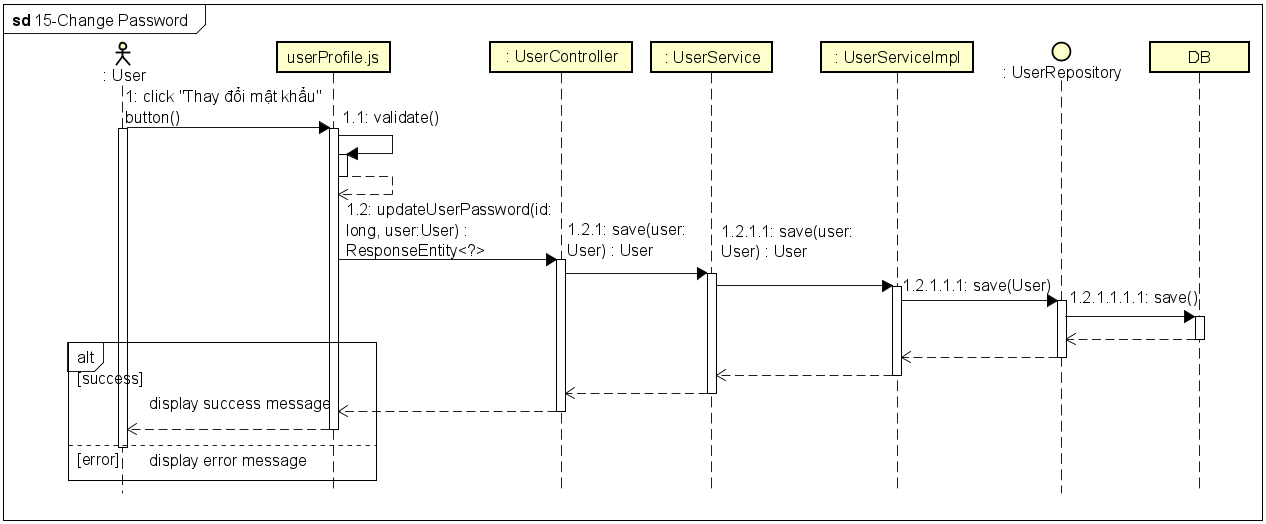 sd 15-Change Password
: User
userProfile.js
: UserController
: UserService
: UserServiceImpl
: UserRepository
DB
1: click "Thay đổi mật khẩu"
button()
1.1: validate()
1.2: updateUserPassword(id:
long, user:User) :
ResponseEntity<?>
1.2.1: save(user:
User) : User
1.2.1.1: save(user:
User) : User
1.2.1.1.1: save(User)
1.2.1.1.1.1: save()
alt
[success]
display success message
[error]
display error message